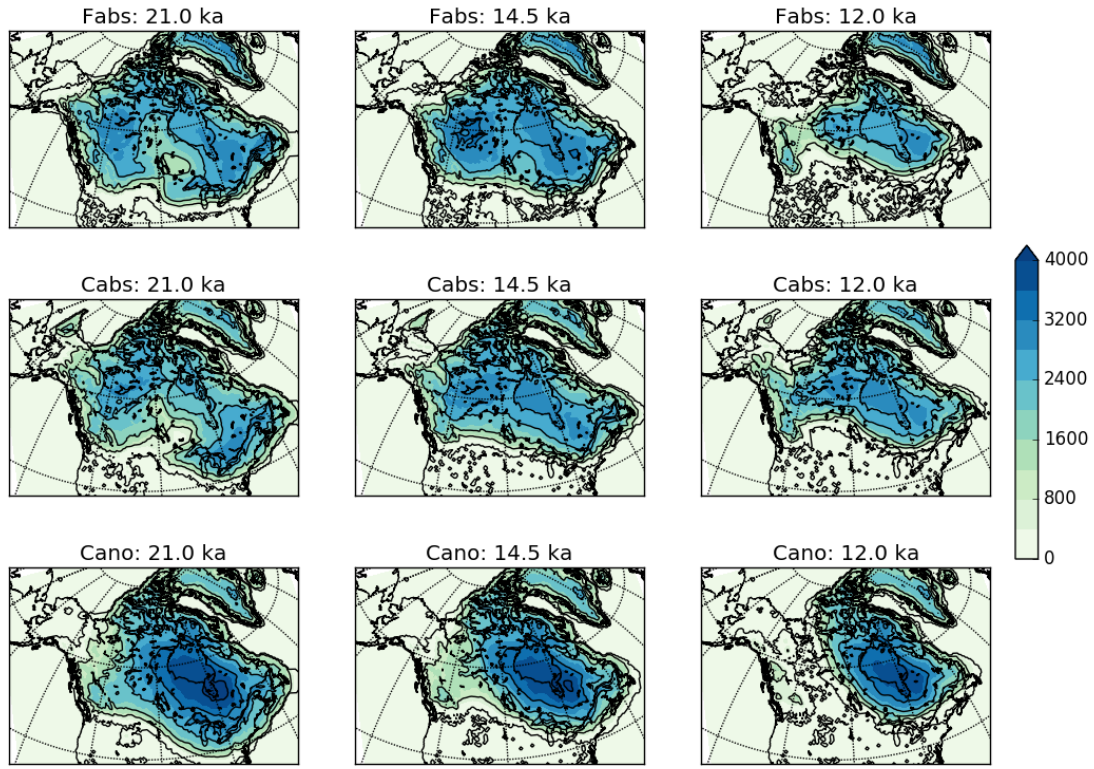 Fabs: 21.0 ka
Fabs: 14.5 ka
Fabs: 12.0 ka
Cabs: 21.0 ka
Cabs: 14.5 ka
Cabs: 12.0 ka
4000
3200
2400
1600
800
0
Cano: 21.0 ka
Cano: 14.5 ka
Cano: 12.0 ka